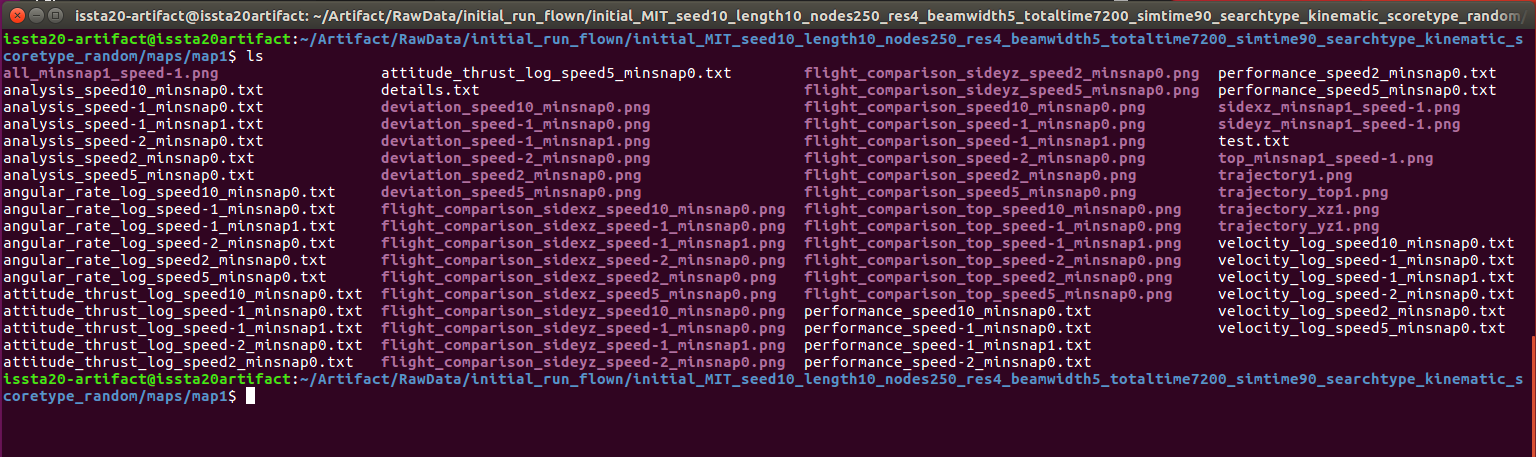 issta20-artifact@issta20artifact: ~/Artifact/RawData/initial_run_flown/initial_MIT_seed10_length10_nodes250_res4_beamwidth5_totaltime7200_simtime90_searchtype_kinematic_scoretype_random/
issta20-artifact@issta20artifact:~/Artifact/RawData/initial_run_flown/initial_MIT_seed10_length10_nodes250_res4_beamwidth5_totaltime7200_simtime90_searchtype_kinematic_s
coretype_random/maps/map1$ ls
all_minsnap1_speed-1.png attitude_thrust_log_speed5_minsnap0.txt flight_comparison_sideyz_speed2_minsnap0.png performance_speed2_minsnap0.txt
analysis_speed10_minsnap0.txt details.txt flight_comparison_sideyz_speed5_minsnap0.png performance_speed5_minsnap0.txt
analysis_speed-1_minsnap0.txt deviation_speed10_minsnap0.png flight_comparison_speed10_minsnap0.png sidexz_minsnap1_speed-1.png
analysis_speed-1_minsnap1.txt deviation_speed-1_minsnap0.png flight_comparison_speed-1_minsnap0.png sideyz_minsnap1_speed-1.png
analysis_speed-2_minsnap0.txt deviation_speed-1_minsnap1.png flight_comparison_speed-1_minsnap1.png test.txt
analysis_speed2_minsnap0.txt deviation_speed-2_minsnap0.png flight_comparison_speed-2_minsnap0.png top_minsnap1_speed-1.png
analysis_speed5_minsnap0.txt deviation_speed2_minsnap0.png flight_comparison_speed2_minsnap0.png trajectory1.png
angular_rate_log_speed10_minsnap0.txt deviation_speed5_minsnap0.png flight_comparison_speed5_minsnap0.png trajectory_top1.png
angular_rate_log_speed-1_minsnap0.txt flight_comparison_sidexz_speed10_minsnap0.png flight_comparison_top_speed10_minsnap0.png trajectory_xz1.png
angular_rate_log_speed-1_minsnap1.txt flight_comparison_sidexz_speed-1_minsnap0.png flight_comparison_top_speed-1_minsnap0.png trajectory_yz1.png
angular_rate_log_speed-2_minsnap0.txt flight_comparison_sidexz_speed-1_minsnap1.png flight_comparison_top_speed-1_minsnap1.png velocity_log_speed10_minsnap0.txt
angular_rate_log_speed2_minsnap0.txt flight_comparison_sidexz_speed-2_minsnap0.png flight_comparison_top_speed-2_minsnap0.png velocity_log_speed-1_minsnap0.txt
angular_rate_log_speed5_minsnap0.txt flight_comparison_sidexz_speed2_minsnap0.png flight_comparison_top_speed2_minsnap0.png velocity_log_speed-1_minsnap1.txt
attitude_thrust_log_speed10_minsnap0.txt flight_comparison_sidexz_speed5_minsnap0.png flight_comparison_top_speed5_minsnap0.png velocity_log_speed-2_minsnap0.txt
attitude_thrust_log_speed-1_minsnap0.txt flight_comparison_sideyz_speed10_minsnap0.png performance_speed10_minsnap0.txt velocity_log_speed2_minsnap0.txt
attitude_thrust_log_speed-1_minsnap1.txt flight_comparison_sideyz_speed-1_minsnap0.png performance_speed-1_minsnap0.txt velocity_log_speed5_minsnap0.txt
attitude_thrust_log_speed-2_minsnap0.txt flight_comparison_sideyz_speed-1_minsnap1.png performance_speed-1_minsnap1.txt
attitude_thrust_log_speed2_minsnap0.txt flight_comparison_sideyz_speed-2_minsnap0.png performance_speed-2_minsnap0.txt
issta20-artifact@issta20artifact:~/Artifact/RawData/initial_run_flown/initial_MIT_seed10_length10_nodes250_res4_beamwidth5_totaltime7200_simtime90_searchtype_kinematic_s
coretype_random/maps/map1$